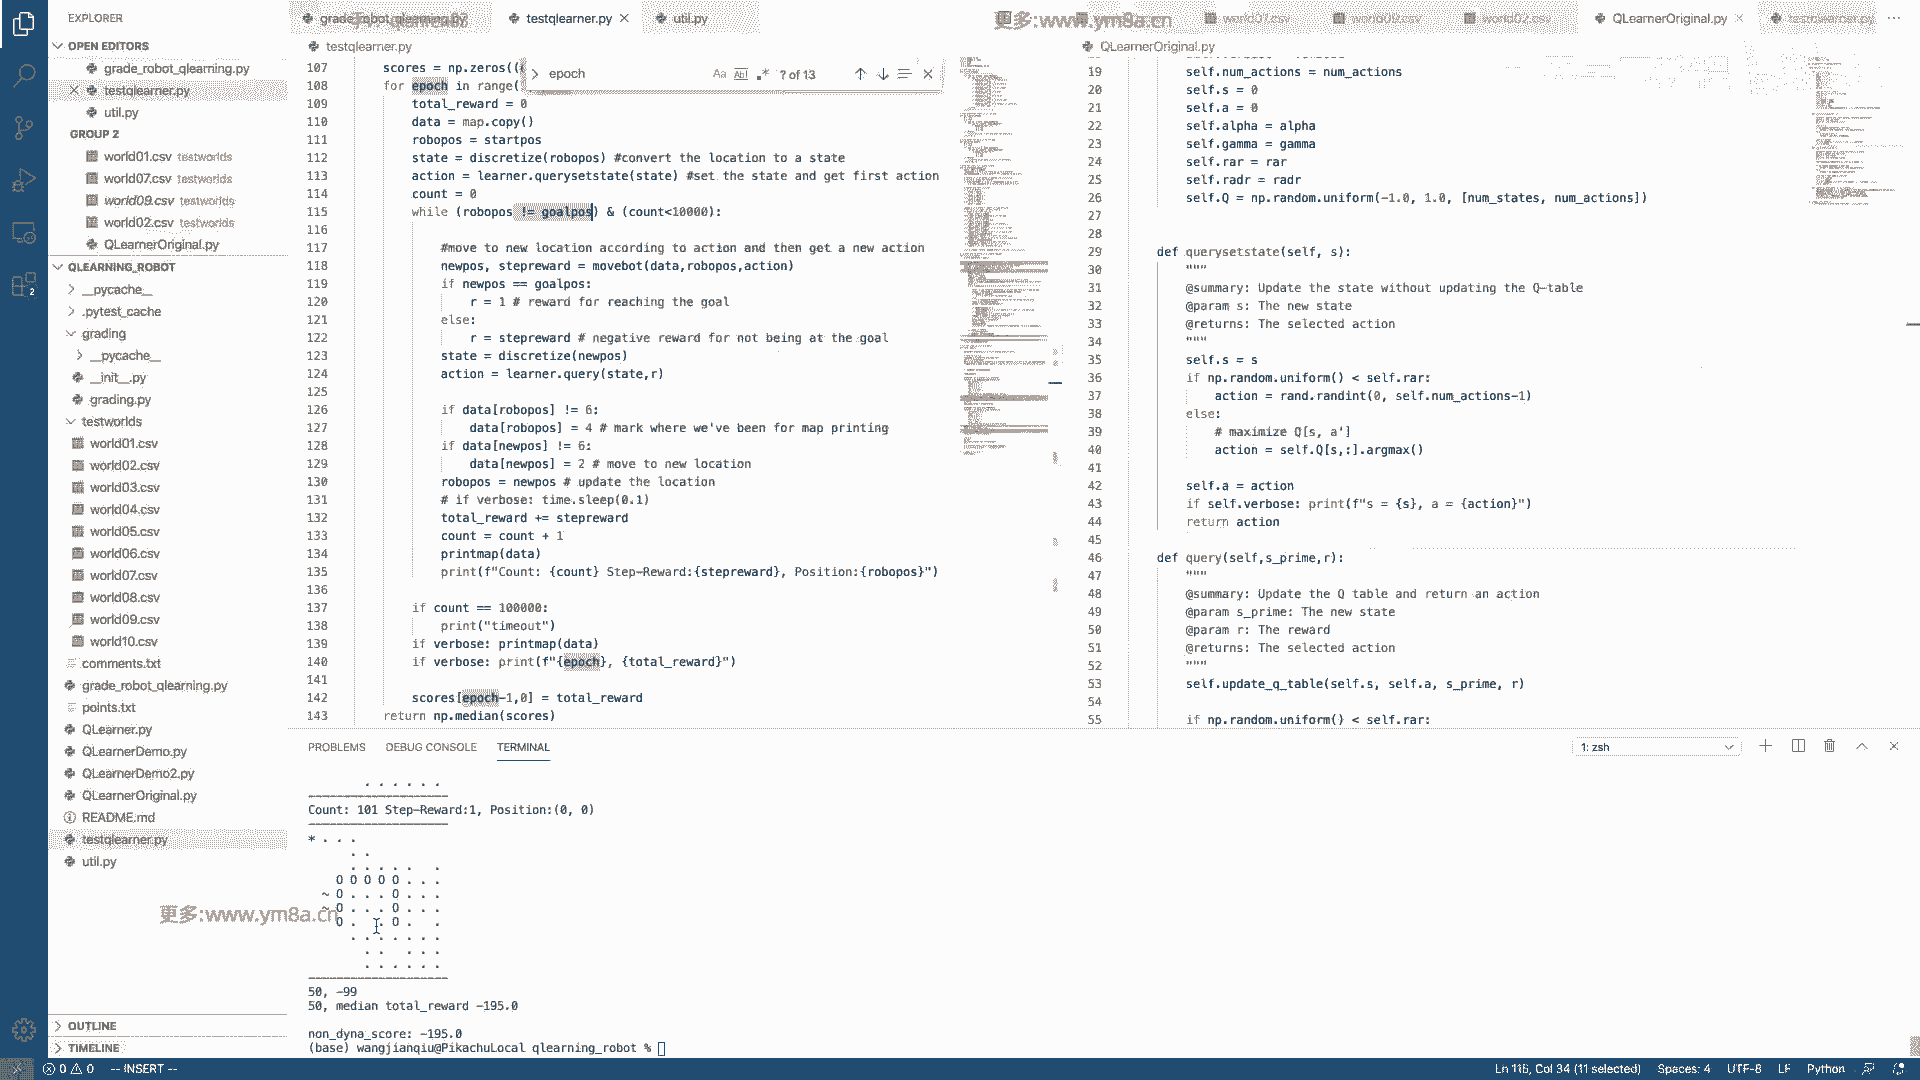 EXPLORER
OPEN EDITORS
grade_robot_qlearning.py
testqlearner.py
util.py
GROUP 2
world01.csv testworlds
world07.csv testworlds
world09.csv testworlds
world02.csv testworlds
QLearnerOriginal.py
QLEARNING_ROBOT
__pycache__
.pytest_cache
grading
__pycache__
__init__.py
grading.py
testworlds
world01.csv
world02.csv
world03.csv
world04.csv
world05.csv
world06.csv
world07.csv
world08.csv
world09.csv
world10.csv
comments.txt
grade_robot_qlearning.py
points.txt
QLearner.py
QLearnerDemo.py
QLearnerDemo2.py
QLearnerOriginal.py
README.md
testqlearner.py
util.py
OUTLINE
TIMELINE
grade_robot_qlearning.py
testqlearner.py
util.py
testqlearner.py
epoch
Aa Abl .* ? of 13
107 scores = np.zeros((
108 for epoch in range(
109 total_reward = 0
110 data = map.copy()
111 robopos = startpos
112 state = discretize(robopos) #convert the location to a state
113 action = learner.querysetstate(state) #set the state and get first action
114 count = 0
115 while (robopos != goalpos) & (count<10000):
116
117 #move to new location according to action and then get a new action
118 newpos, stepreward = movebot(data,robopos,action)
119 if newpos == goalpos:
120 r = 1 # reward for reaching the goal
121 else:
122 r = stepreward # negative reward for not being at the goal
123 state = discretize(newpos)
124 action = learner.query(state,r)
125
126 if data[robopos] != 6:
127 data[robopos] = 4 # mark where we've been for map printing
128 if data[newpos] != 6:
129 data[newpos] = 2 # move to new location
130 robopos = newpos # update the location
131 # if verbose: time.sleep(0.1)
132 total_reward += stepreward
133 count = count + 1
134 printmap(data)
135 print(f"Count: {count} Step-Reward:{stepreward}, Position:{robopos}")
136
137 if count == 100000:
138 print("timeout")
139 if verbose: printmap(data)
140 if verbose: print(f"{epoch}, {total_reward}")
141
142 scores[epoch-1,0] = total_reward
143 return np.median(scores)
更多:www.ym8a.cn
world07.csv
world09.csv
world02.csv
QLearnerOriginal.py
testqlearner.py
QLearnerOriginal.py
19 self.num_actions = num_actions
20 self.s = 0
21 self.a = 0
22 self.alpha = alpha
23 self.gamma = gamma
24 self.rar = rar
25 self.radr = radr
26 self.Q = np.random.uniform(-1.0, 1.0, [num_states, num_actions])
27
28
29 def querysetstate(self, s):
30 """
31 @summary: Update the state without updating the Q-table
32 @param s: The new state
33 @returns: The selected action
34 """
35 self.s = s
36 if np.random.uniform() < self.rar:
37 action = rand.randint(0, self.num_actions-1)
38 else:
39 # maximize Q[s, a']
40 action = self.Q[s,:].argmax()
41
42 self.a = action
43 if self.verbose: print(f"s = {s}, a = {action}")
44 return action
45
46 def query(self,s_prime,r):
47 """
48 @summary: Update the Q table and return an action
49 @param s_prime: The new state
50 @param r: The reward
51 @returns: The selected action
52 """
53 self.update_q_table(self.s, self.a, s_prime, r)
54
55 if np.random.uniform() < self.rar:
PROBLEMS DEBUG CONSOLE TERMINAL
1: zsh
. . . . . .
--------------------
Count: 101 Step-Reward:1, Position:(0, 0)
--------------------
* . . .
. .
. . . . . .
O O O O O . . .
~ O . . . O . . .
~ O . . . O . . .
O . . . O . .
. . . . . . .
. . . . .
. . . . . .
--------------------
50, -99
50, median total_reward -195.0
non_dyna_score: -195.0
(base) wangjianqiu@PikachuLocal qlearning_robot %
更多:www.ym8a.cn
2
0 0 -- INSERT --
Ln 115, Col 34 (11 selected) Spaces: 4 UTF-8 LF Python